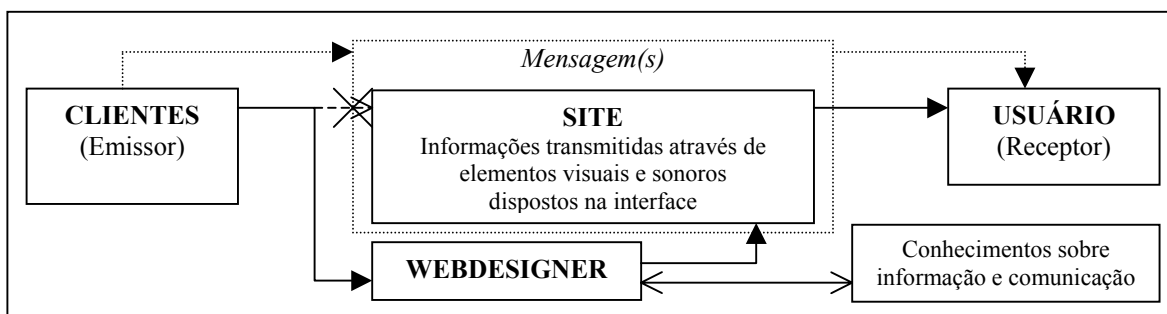 Mensagem(s)
CLIENTES
(Emissor)
SITE
Informações transmitidas através de
elementos visuais e sonoros
dispostos na interface
USUÁRIO
(Receptor)
WEBDESIGNER
Conhecimentos sobre
informação e comunicação